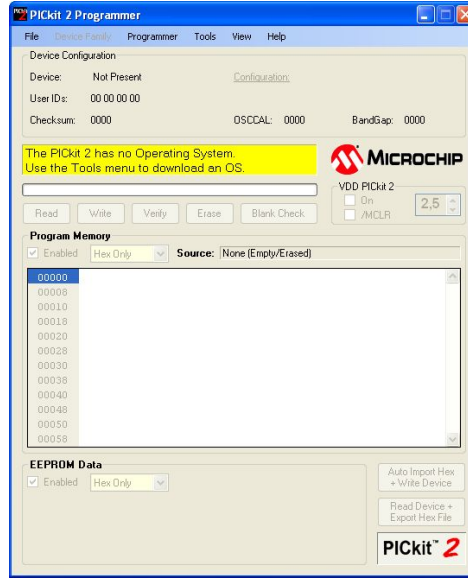 PICkit 2 Programmer
File Device Family Programmer Tools View Help
Device Configuration
Device: Not Present Configuration:
User IDs: 00 00 00 00
Checksum: 0000 OSCCAL: 0000 BandGap: 0000
The PICkit 2 has no Operating System.
Use the Tools menu to download an OS.
MICROCHIP
VDD PICkit 2
On
/MCLR
2,5
Read Write Verify Erase Blank Check
Program Memory
Enabled Hex Only Source: None (Empty/Erased)
00000
00008
00010
00018
00020
00028
00030
00038
00040
00048
00050
00058
EEPROM Data
Enabled Hex Only
Auto Import Hex
+ Write Device
Read Device +
Export Hex File
PICkit™ 2